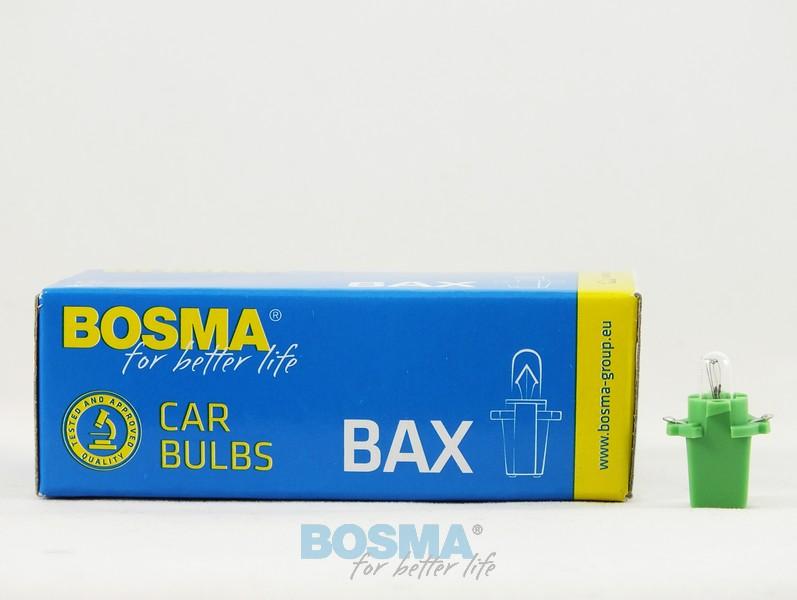 BAX
BOSMA®
for better life
TESTED AND APPROVED
QUALITY
CAR
BULBS
BAX
www.bosma-group.eu
BOSMA®
for better life